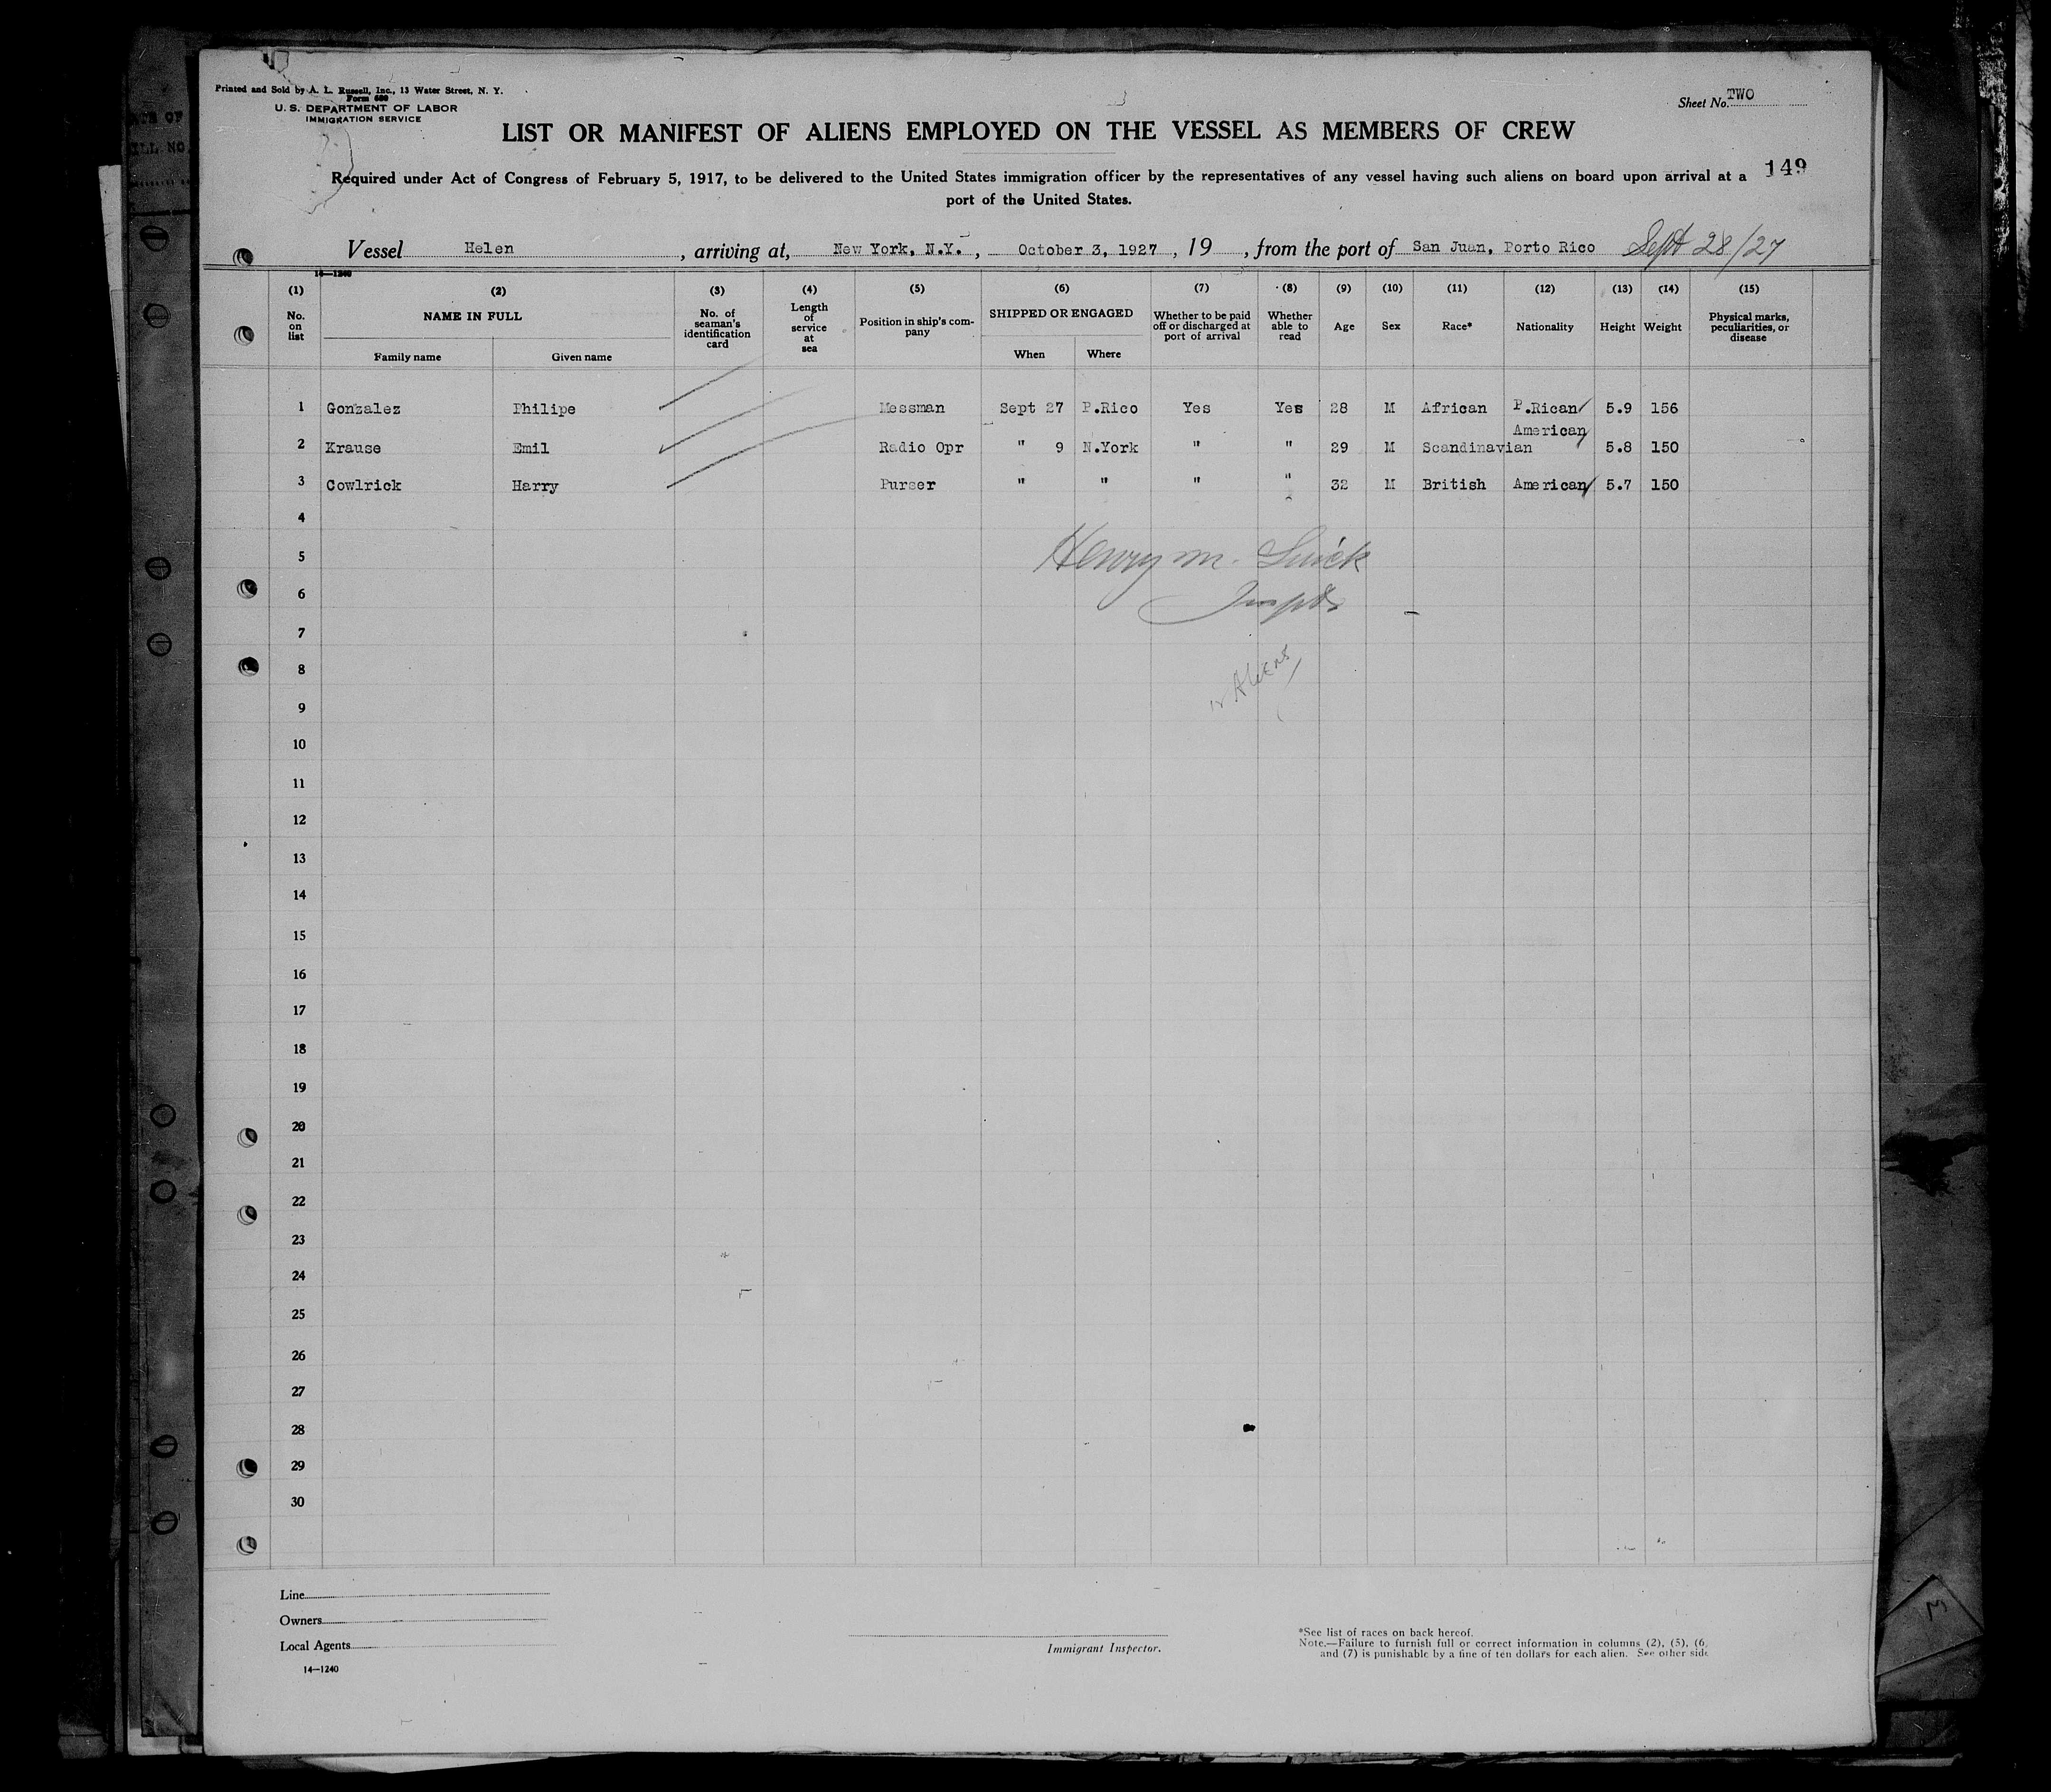 Printed and Sold by A. L. Russell, Inc., 13 Water Street, N. Y.
Form 680
U. S. DEPARTMENT OF LABOR
IMMIGRATION SERVICE
Sheet No. TWO
LIST OR MANIFEST OF ALIENS EMPLOYED ON THE VESSEL AS MEMBERS OF CREW
149
Required under Act of Congress of February 5, 1917, to be delivered to the United States immigration officer by the representatives of any vessel having such aliens on board upon arrival at a
port of the United States.
Vessel Helen, arriving at, New York, N.Y., October 3, 1927, 19 , from the port of San Juan, Porto Rico Sept 28/27
14—1240
(1) (2) (3) (4) (5) (6) (7) (8) (9) (10) (11) (12) (13) (14) (15)
No. on list NAME IN FULL Family name Given name No. of seaman's identification card Length of service at sea Position in ship's company SHIPPED OR ENGAGED When Where Whether to be paid off or discharged at port of arrival Whether able to read Age Sex Race* Nationality Height Weight Physical marks, peculiarities, or disease
1 Gonzalez Philipe Messman Sept 27 P.Rico Yes Yes 28 M African P.Rican 5.9 156
2 Krause Emil Radio Opr " 9 N.York " " 29 M Scandinavian American 5.8 150
3 Cowlrick Harry Purser " " " " 32 M British American 5.7 150
4
5 Henry M.
6
7
8 Aliens
9
10
11
12
13
14
15
16
17
18
19
20
21
22
23
24
25
26
27
28
29
30
Line
Owners
Local Agents
14—1240
Immigrant Inspector.
*See list of races on back hereof.
Note.—Failure to furnish full or correct information in columns (2), (5), (6,
and (7) is punishable by a fine of ten dollars for each alien. See other side